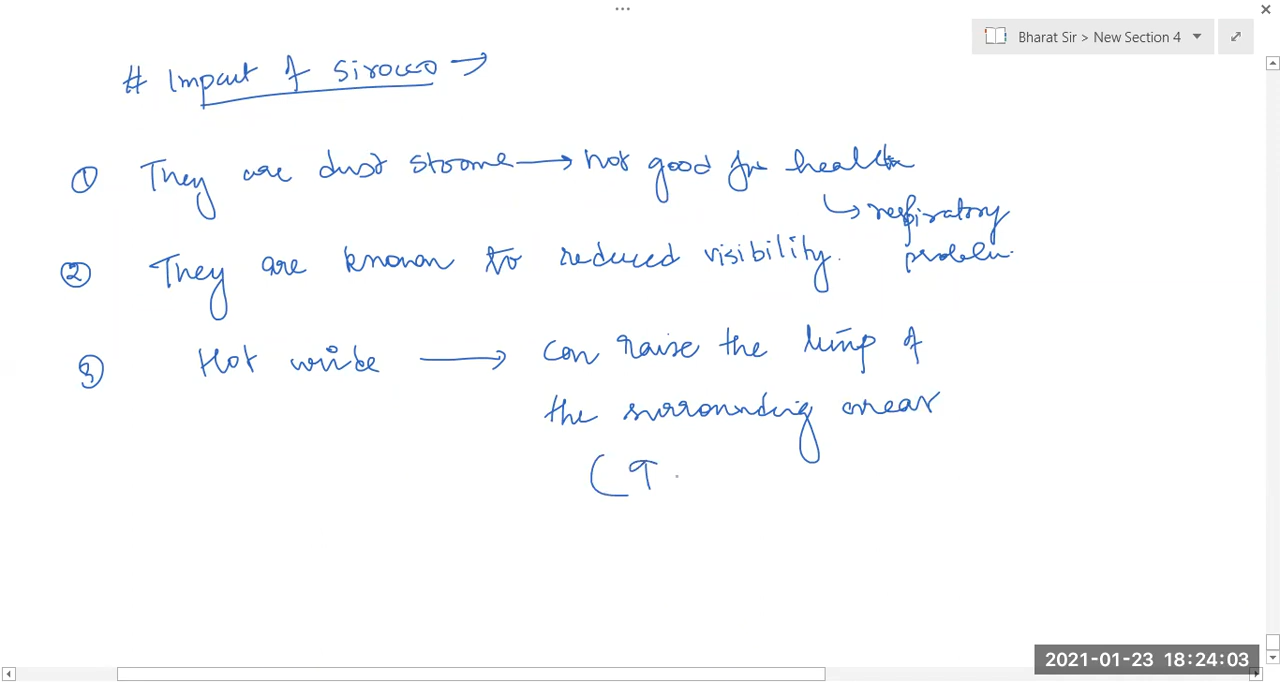 Bharat Sir > New Section 4
# Impact of Sirocco →
① They are dust storms → not good for health
↳ respiratory
problem.
② They are known to reduced visibility.
③ Hot winds → can raise the temp of
the surrounding areas
(T
2021-01-23 18:24:03